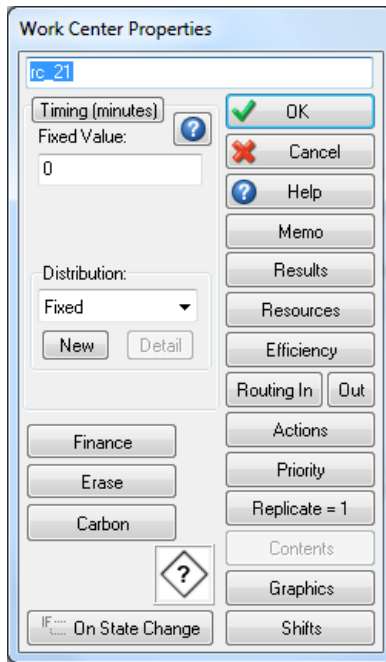 Work Center Properties
rc_21
Timing (minutes)
Fixed Value:
?
0
Distribution:
Fixed
New Detail
Finance
Erase
Carbon
?
IF On State Change
OK
Cancel
? Help
Memo
Results
Resources
Efficiency
Routing In Out
Actions
Priority
Replicate = 1
Contents
Graphics
Shifts